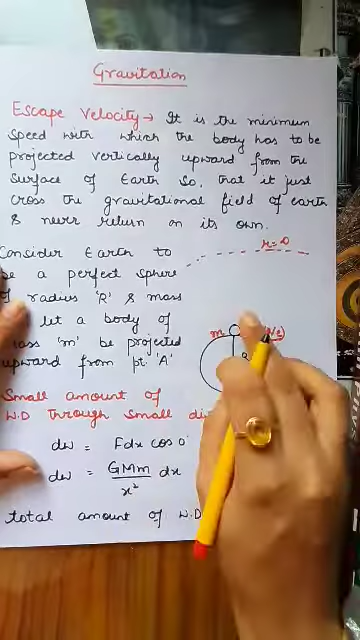 Gravitation
Escape Velocity → It is the minimum
speed with which the body has to be
projected vertically upward from the
surface of Earth so, that it just
cross the gravitational field of earth
& never return on its own.
Consider Earth to
be a perfect sphere
of radius 'R' & mass
let a body of
mass 'm' be projected
upward from pt. 'A'
m
Small amount of
W.D through small
dw = Fdx cos 0
dw = GMm/x² dx
total amount of W.D